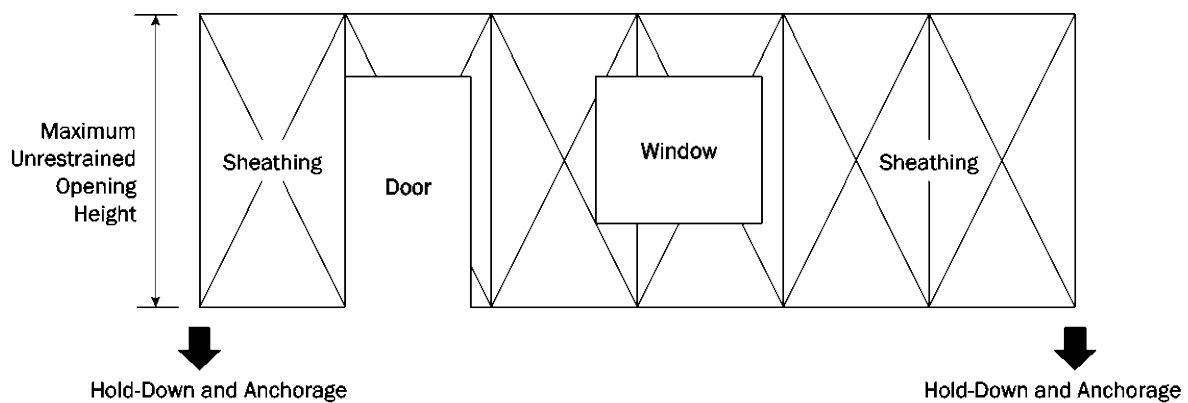 Maximum
Unrestrained
Opening
Height
Sheathing
Door
Window
Sheathing
Hold-Down and Anchorage
Hold-Down and Anchorage